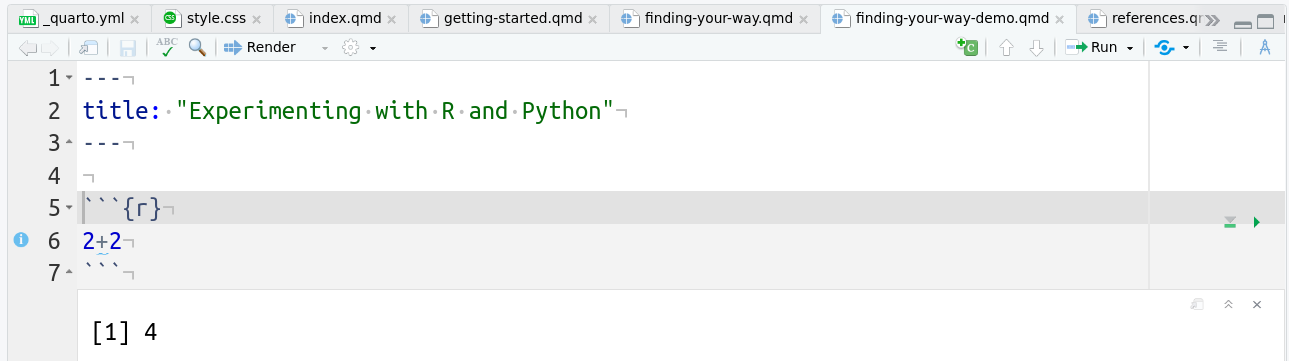 _quarto.yml style.css index.qmd getting-started.qmd finding-your-way.qmd finding-your-way-demo.qmd
ABC Render Run
1 ---
2 title: "Experimenting with R and Python"
3 ---
4
5 ```{r}
6 2+2
7 ```
[1] 4